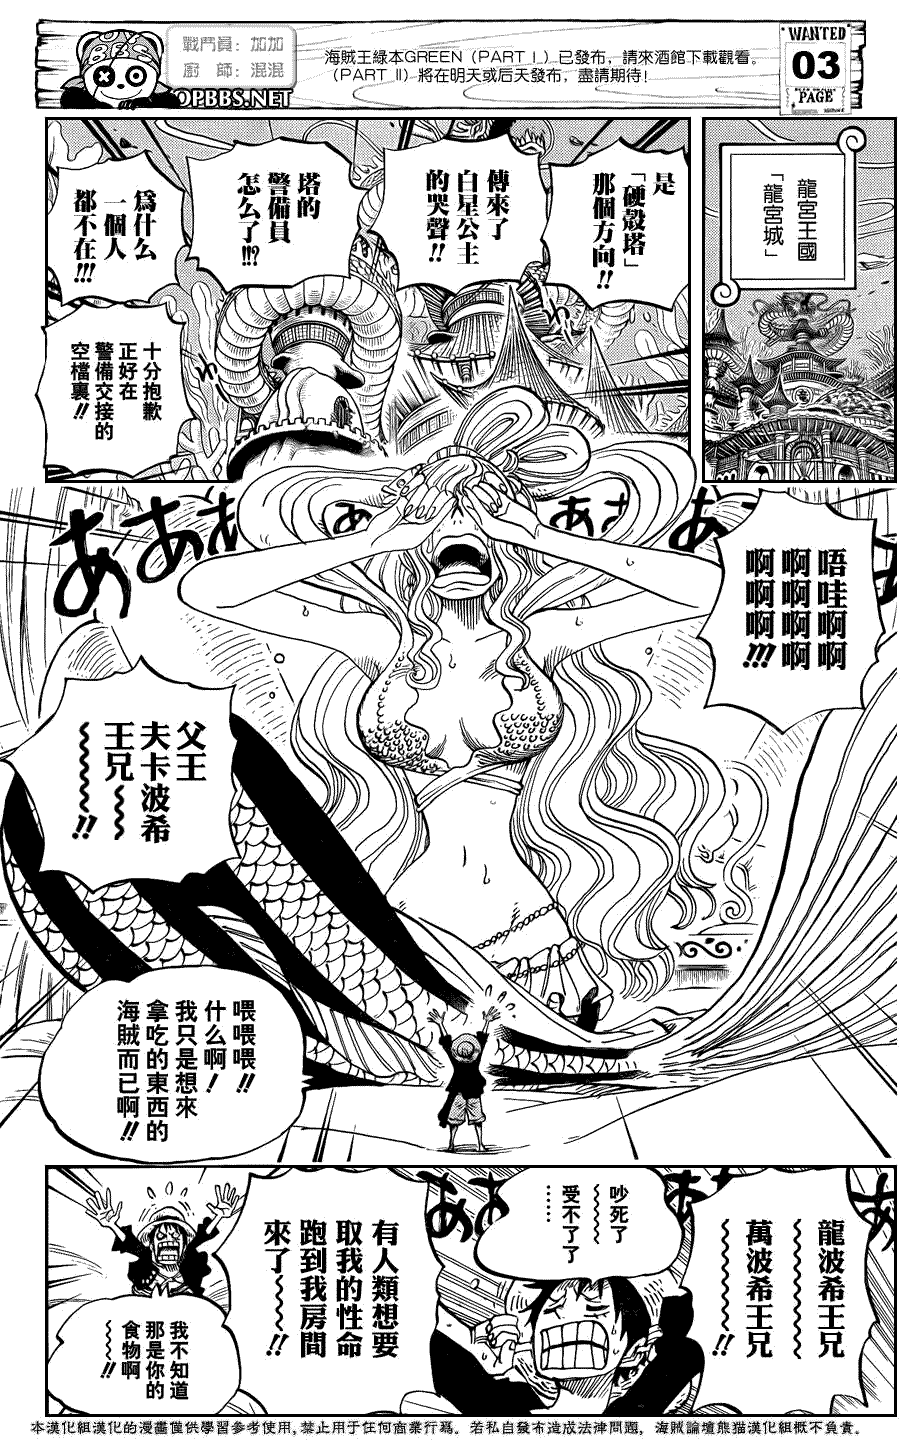 戰鬥員：加加
廚　師：混混
OPBBS.NET
海賊王綠本GREEN（PART I ）已發布，請來酒館下載觀看。
（PART II）將在明天或后天發布，盡請期待！
WANTED
03
PAGE
龍宮王國
「龍宮城」
是
「硬殼塔」
那個方向!!
傳來了
白星公主
的哭聲!!
塔的
警備員
怎么了!!!?
為什么
一個人
都不在!!!
十分抱歉
正好在
警備交接的
空檔裏!!
唔哇啊啊
啊啊啊啊
啊啊啊!!!
あああ
あさ
父王
夫卡波希
王兄～～
～～～!!
喂喂喂!!
什么啊！
我只是想來
拿吃的東西的
海賊而已啊!!
龍波希王兄
～～
萬波希王兄
～～～!!
吵死了
～～～
受不了了
……
有人類想要
取我的性命
跑到我房間
來了～～～!!
我不知道
那是你的
食物啊
～～～!!
本漢化組漢化的漫畫僅供學習參考使用,禁止用于任何商業行爲。若私自發布造成法律問題，海賊論壇熊猫漢化組概不負責。